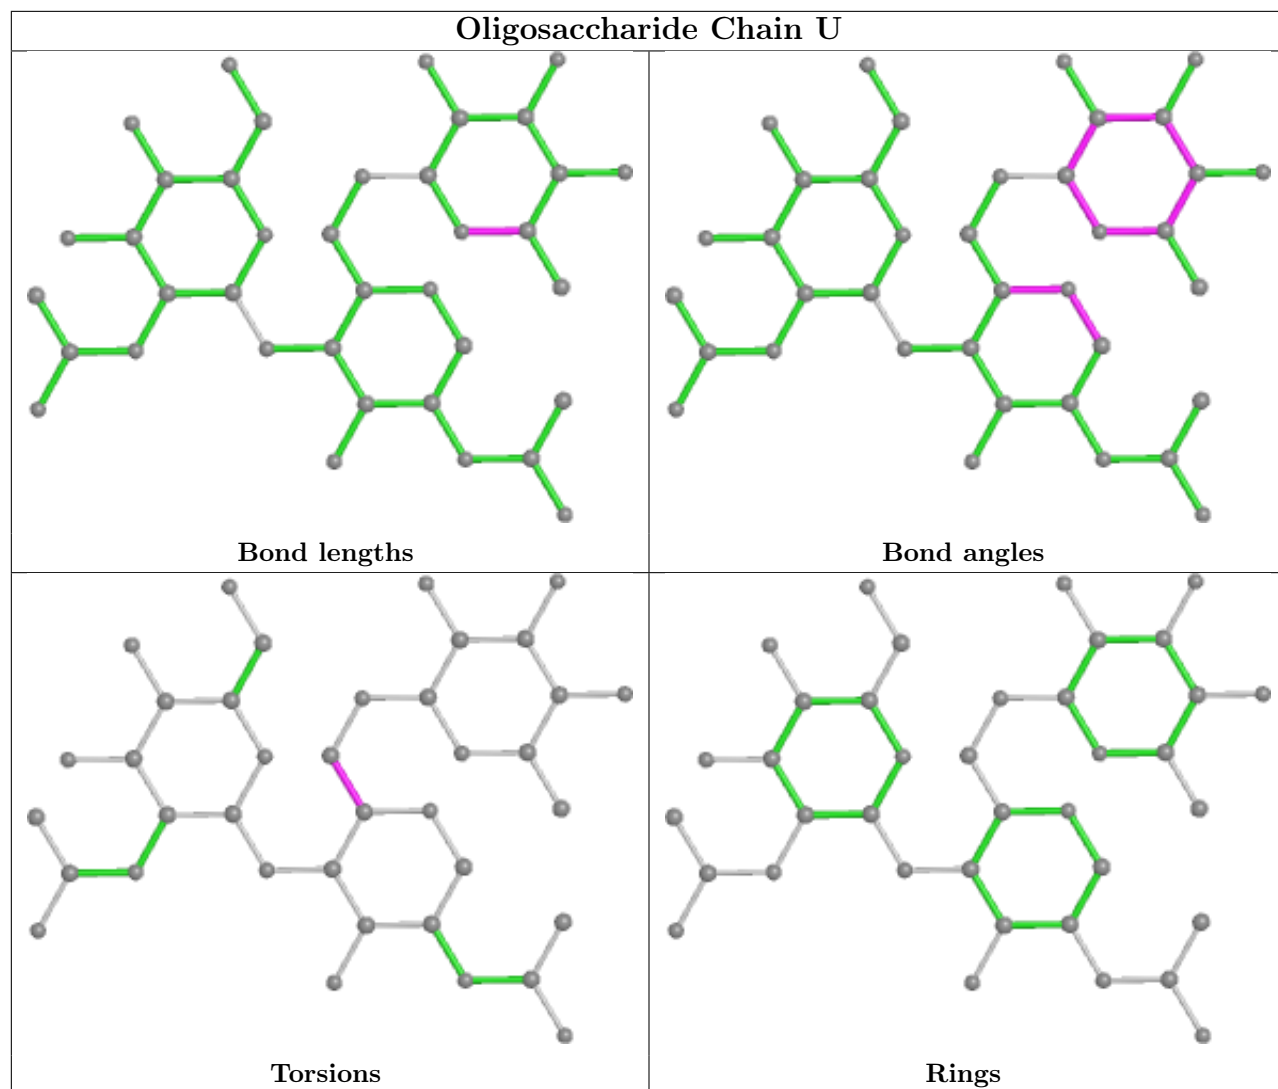 Oligosaccharide Chain U
Bond lengths
Bond angles
Torsions
Rings